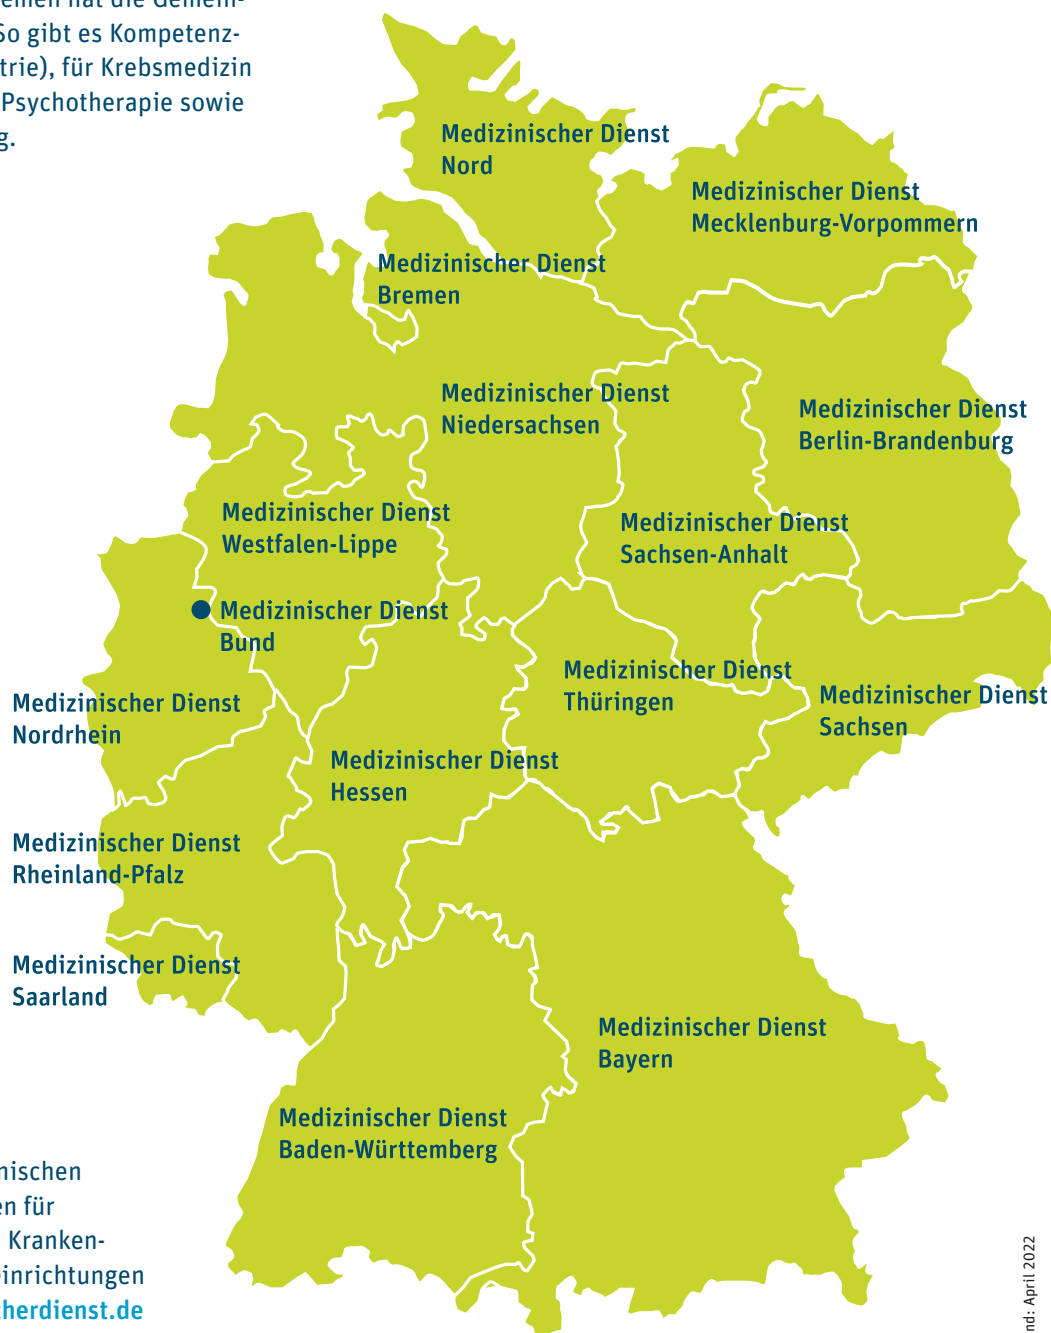 hat die
So gibt es Kompetenz-
für Krebsmedizin
Psychotherapie sowie
Medizinischer Dienst
Nord
Medizinischer Dienst
Mecklenburg-Vorpommern
Medizinischer Dienst
Bremen
Medizinischer Dienst
Niedersachsen
Medizinischer Dienst
Berlin-Brandenburg
Medizinischer Dienst
Westfalen-Lippe
Medizinischer Dienst
Sachsen-Anhalt
Medizinischer Dienst
Bund
Medizinischer Dienst
Thüringen
Medizinischer Dienst
Sachsen
Medizinischer Dienst
Nordrhein
Medizinischer Dienst
Hessen
Medizinischer Dienst
Rheinland-Pfalz
Medizinischer Dienst
Saarland
Medizinischer Dienst
Bayern
Medizinischer Dienst
Baden-Württemberg
nischen
en für
Kranken-
einrichtungen
cherdienst.de
nd: April 2022